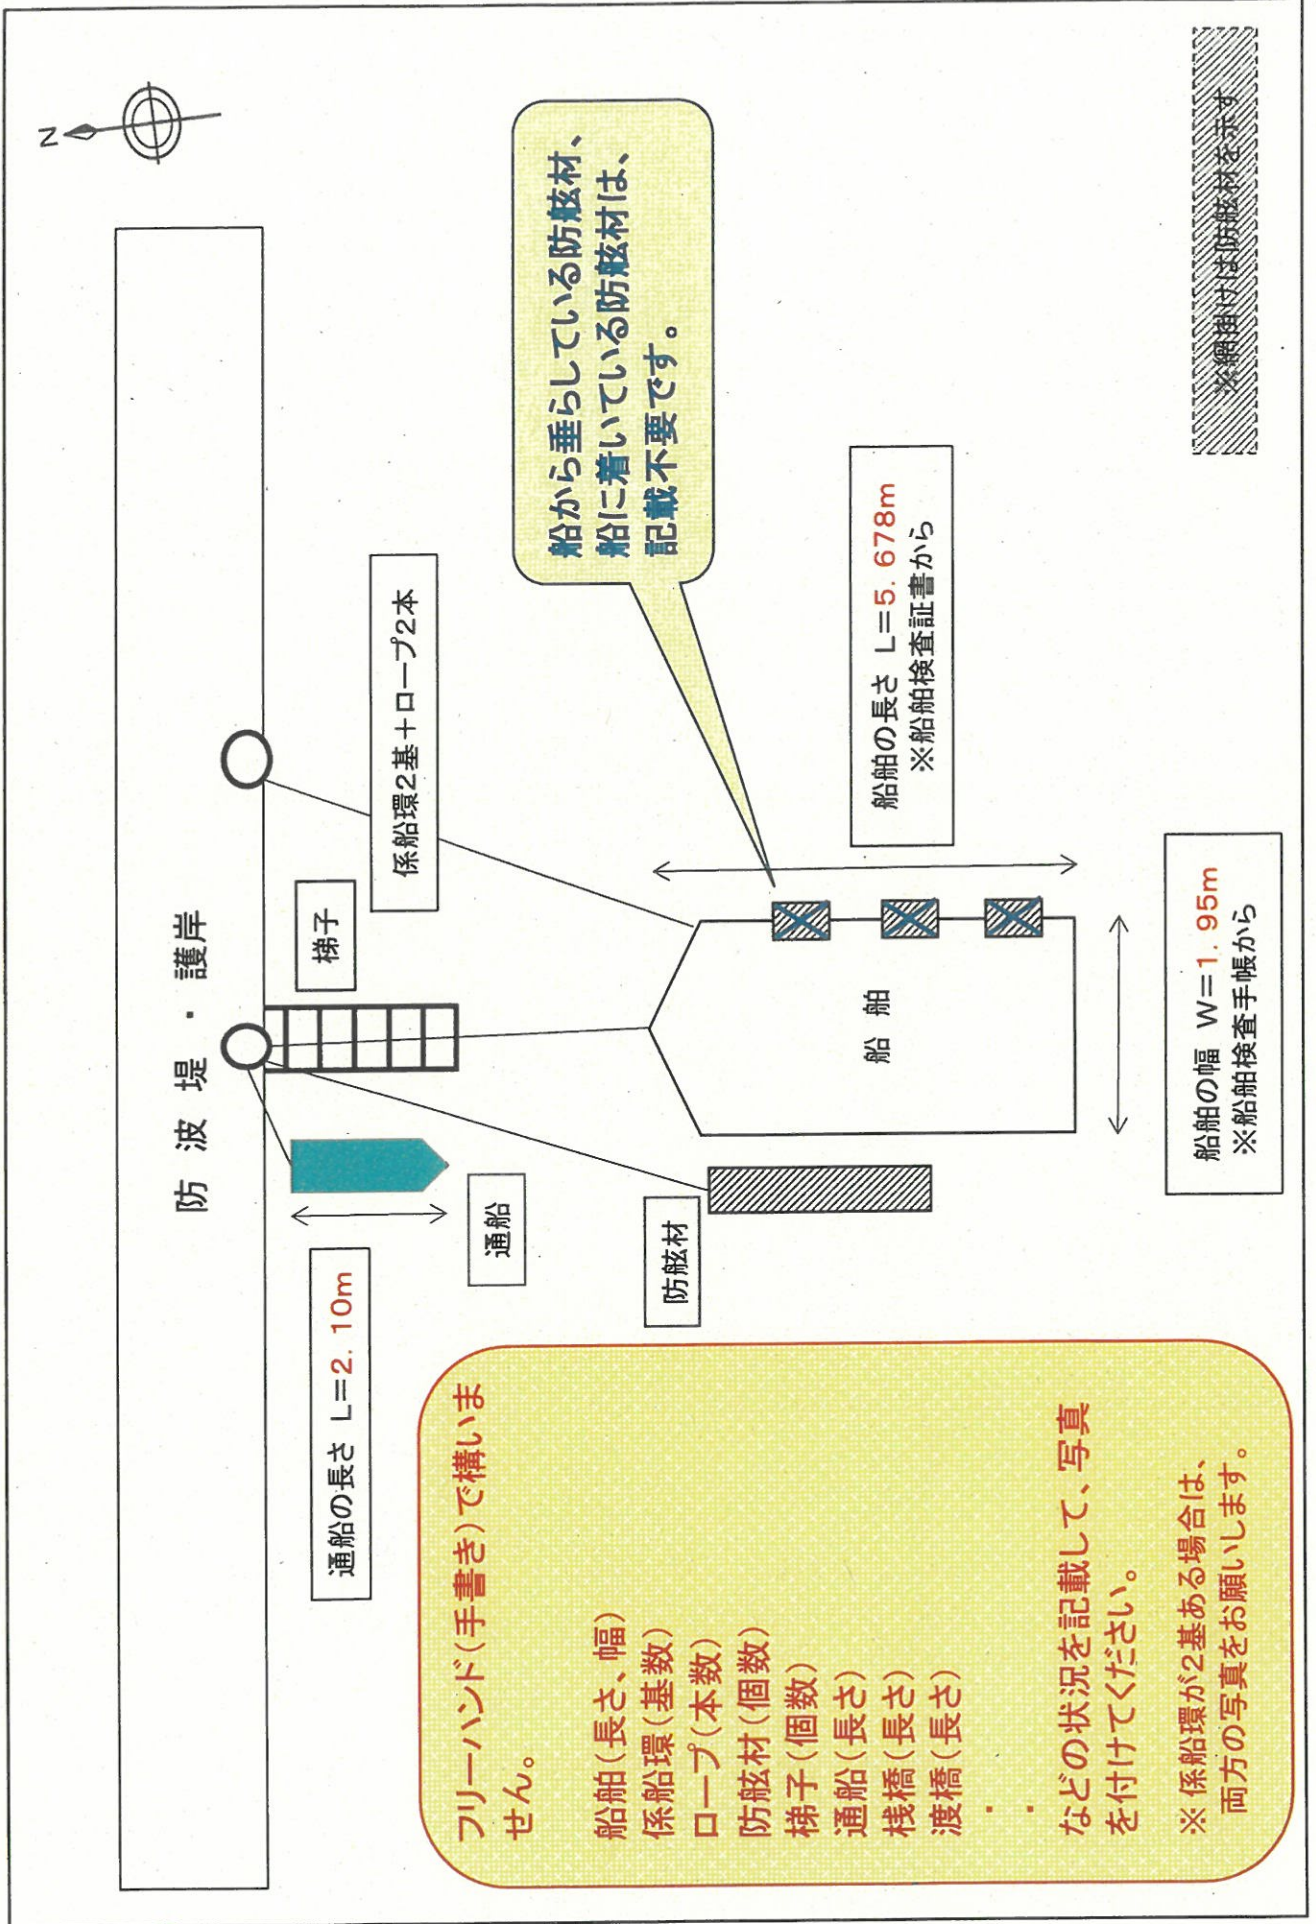 N
防波堤・護岸
通船の長さ L=2.10m
通船
梯子
係船環2基+ロープ2本
防舷材
船舶
船から垂らしている防舷材、
船に着いている防舷材は、
記載不要です。
船舶の長さ L=5.678m
※船舶検査証書から
船舶の幅 W=1.95m
※船舶検査手帳から
フリーハンド(手書き)で構いま
せん。
船舶(長さ、幅)
係船環(基数)
ロープ(本数)
防舷材(個数)
梯子(個数)
通船(長さ)
桟橋(長さ)
渡橋(長さ)
・
・
などの状況を記載して、写真
を付けてください。
※係船環が2基ある場合は、
両方の写真をお願いします。
※網掛けは防舷材を示す